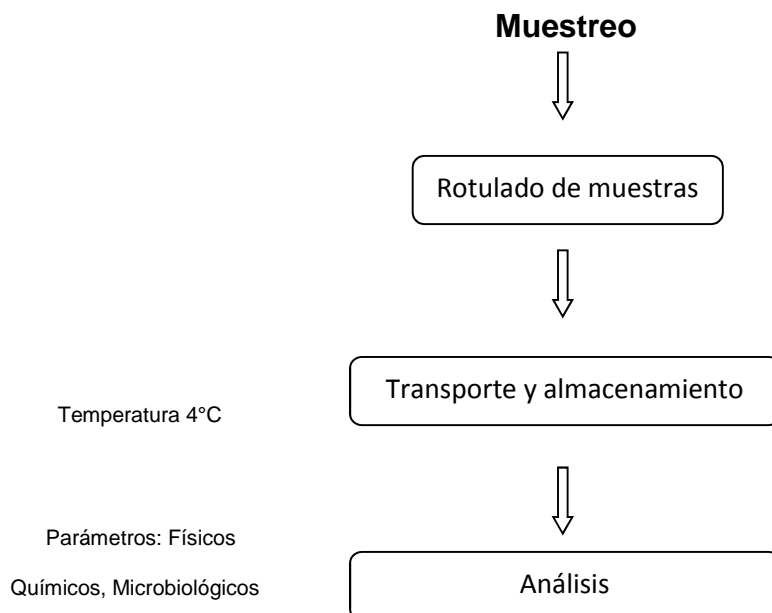 Muestreo
Rotulado de muestras
Transporte y almacenamiento
Temperatura 4°C
Parámetros: Físicos
Químicos, Microbiológicos
Análisis